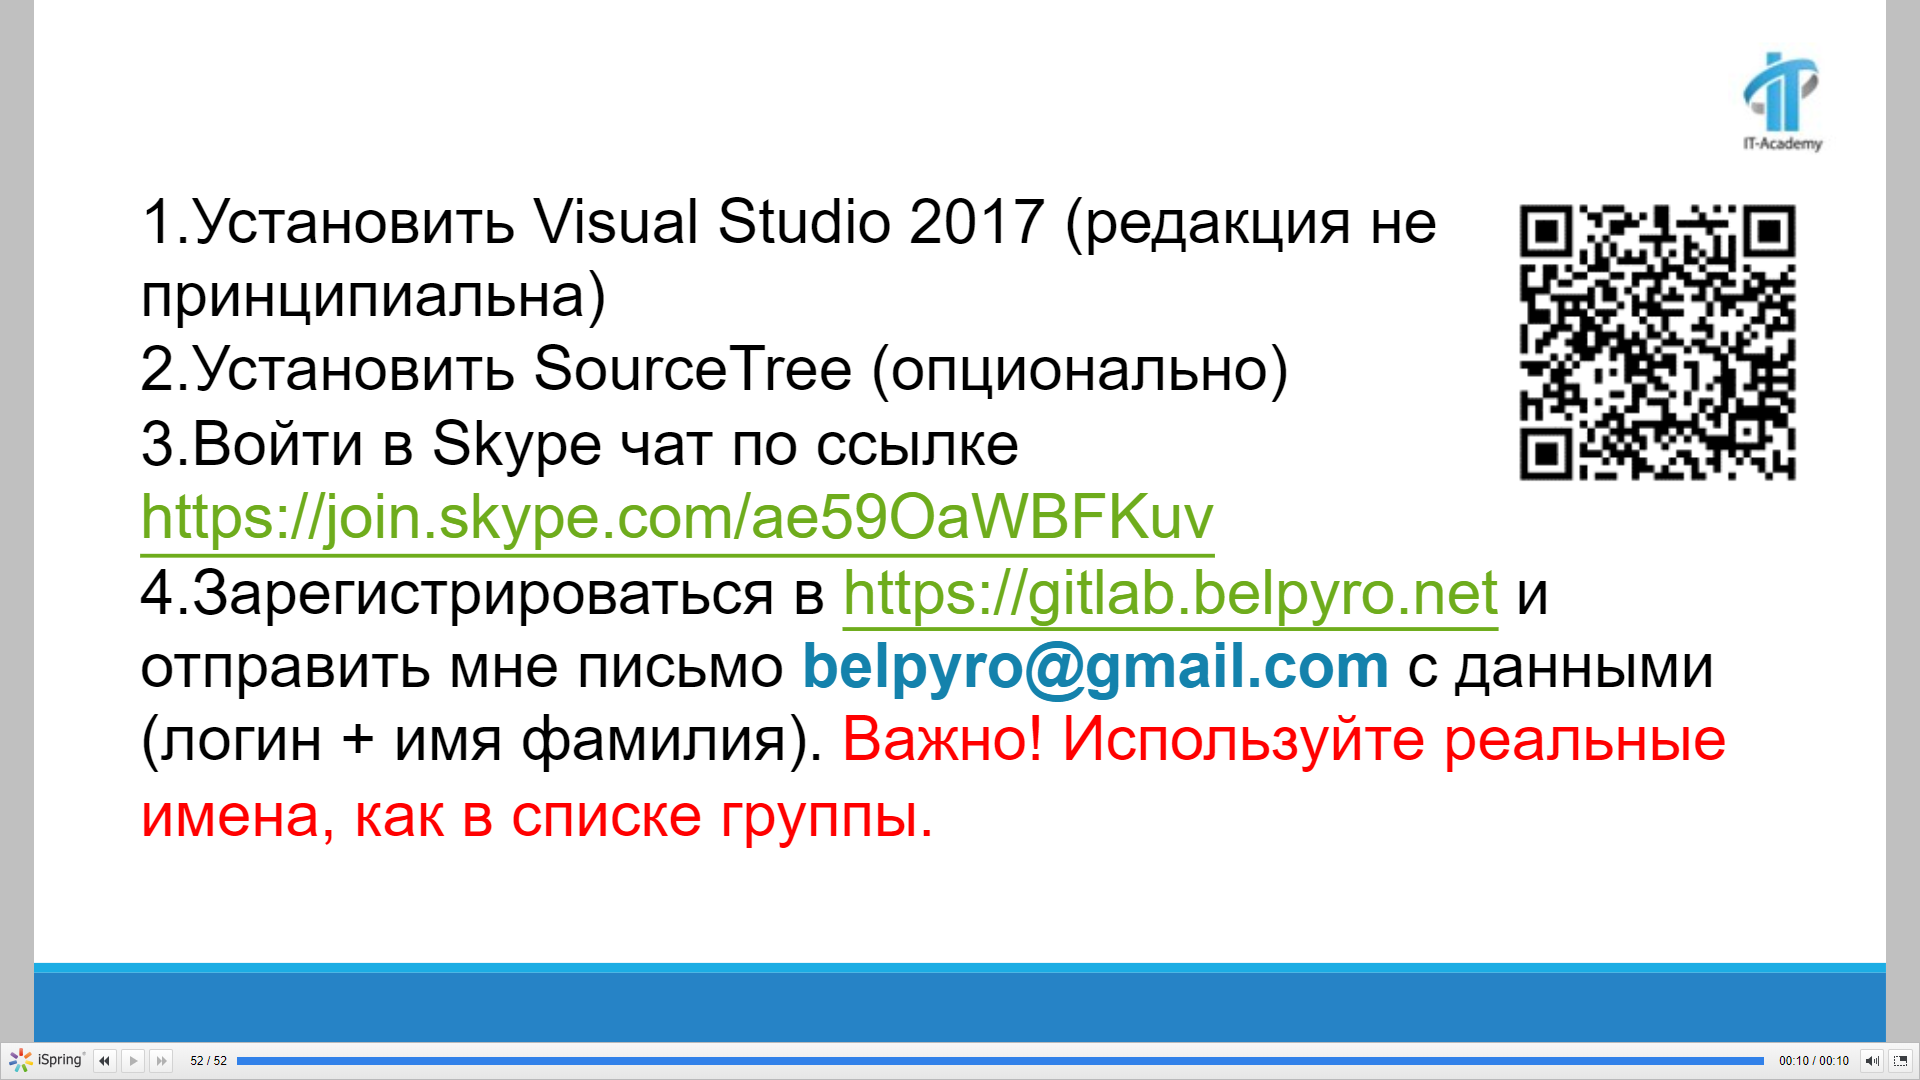 IT-Academy
1.Установить Visual Studio 2017 (редакция не
принципиальна)
2.Установить SourceTree (опционально)
3.Войти в Skype чат по ссылке
https://join.skype.com/ae59OaWBFKuv
4.Зарегистрироваться в https://gitlab.belpyro.net и
отправить мне письмо belpyro@gmail.com с данными
(логин + имя фамилия). Важно! Используйте реальные
имена, как в списке группы.
iSpring 52 / 52 00:10 / 00:10